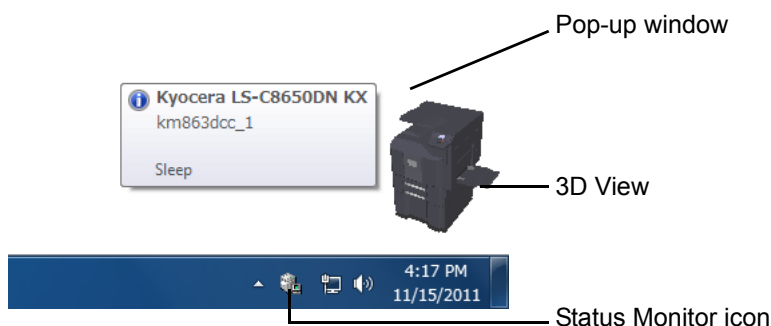 Pop-up window
Kyocera LS-C8650DN KX
km863dcc_1
Sleep
3D View
4:17 PM
11/15/2011
Status Monitor icon